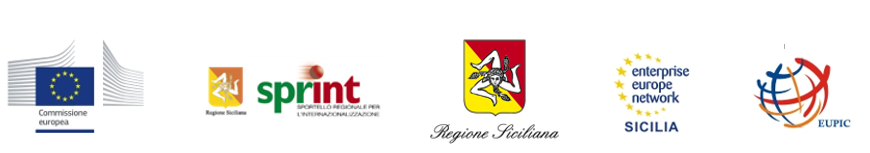 Commissione
europea
Regione Siciliana
sprint
SPORTELLO REGIONALE PER
L'INTERNAZIONALIZZAZIONE
Regione Siciliana
enterprise
europe
network
SICILIA
EUPIC